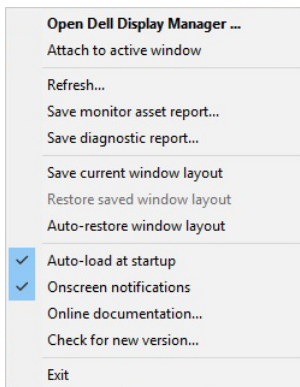 Open Dell Display Manager ...
Attach to active window
Refresh...
Save monitor asset report...
Save diagnostic report...
Save current window layout
Restore saved window layout
Auto-restore window layout
Auto-load at startup
Onscreen notifications
Online documentation...
Check for new version...
Exit